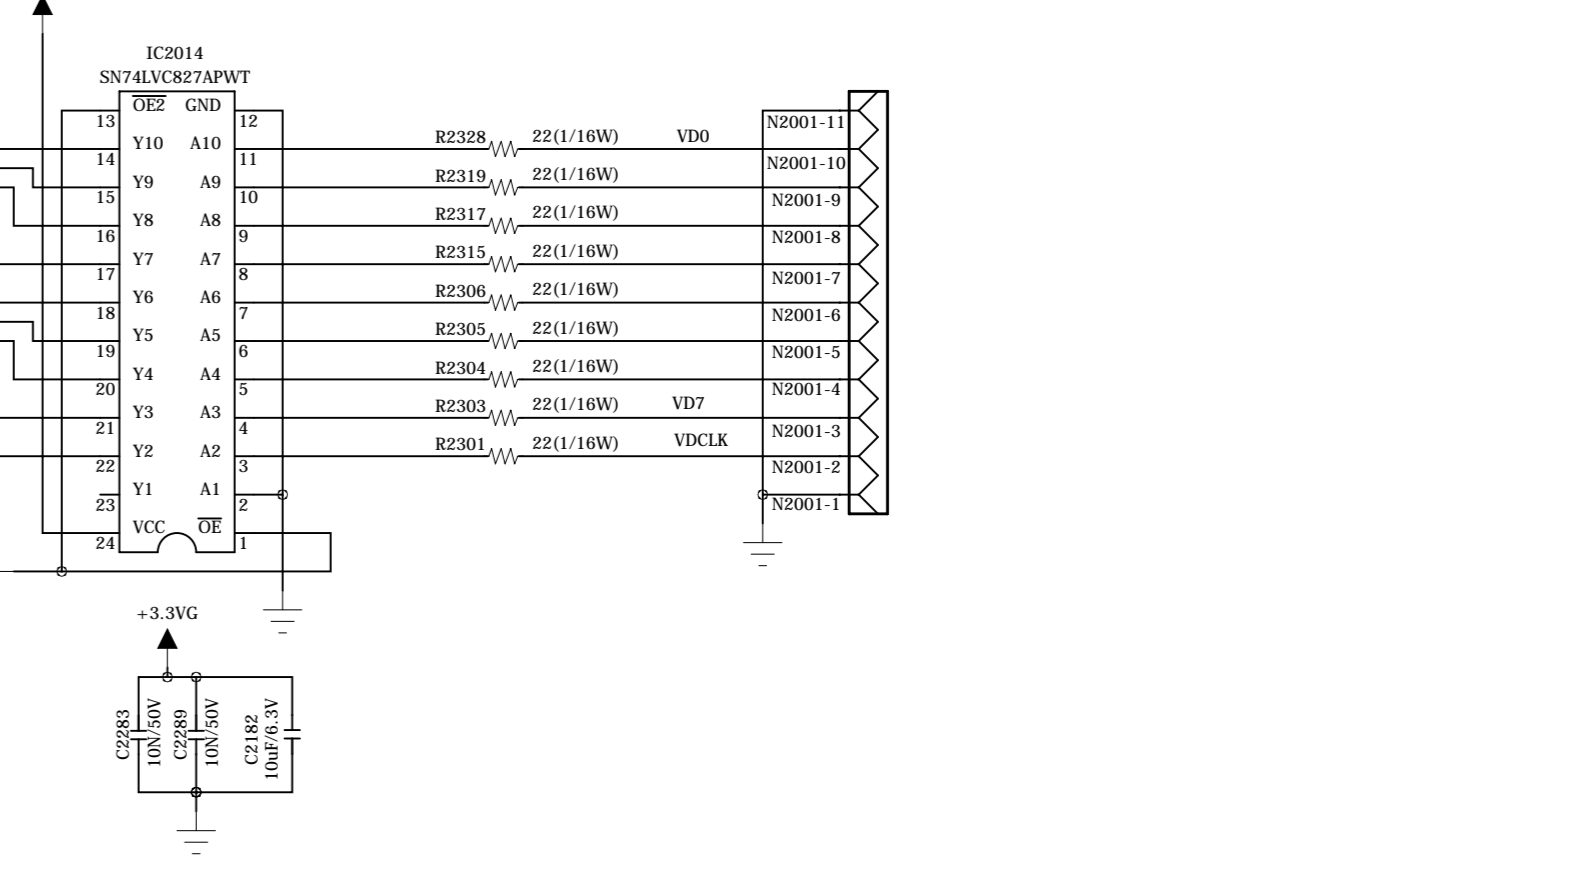 IC2014
SN74LVC827APWT
OE2 GND
13 12
N2001-11
Y10 A10
R2328 22(1/16W) VD0
14 11
N2001-10
Y9 A9
R2319 22(1/16W)
15 10
N2001-9
Y8 A8
R2317 22(1/16W)
16 9
N2001-8
Y7 A7
R2315 22(1/16W)
17 8
N2001-7
Y6 A6
R2306 22(1/16W)
18 7
N2001-6
Y5 A5
R2305 22(1/16W)
19 6
N2001-5
Y4 A4
R2304 22(1/16W)
20 5
N2001-4
Y3 A3
R2303 22(1/16W) VD7
21 4
N2001-3
Y2 A2
R2301 22(1/16W) VDCLK
22 3
N2001-2
Y1 A1
23 2
N2001-1
VCC OE
24 1
+3.3VG
C2283
10N/50V
C2289
10N/50V
C2182
10uF/6.3V